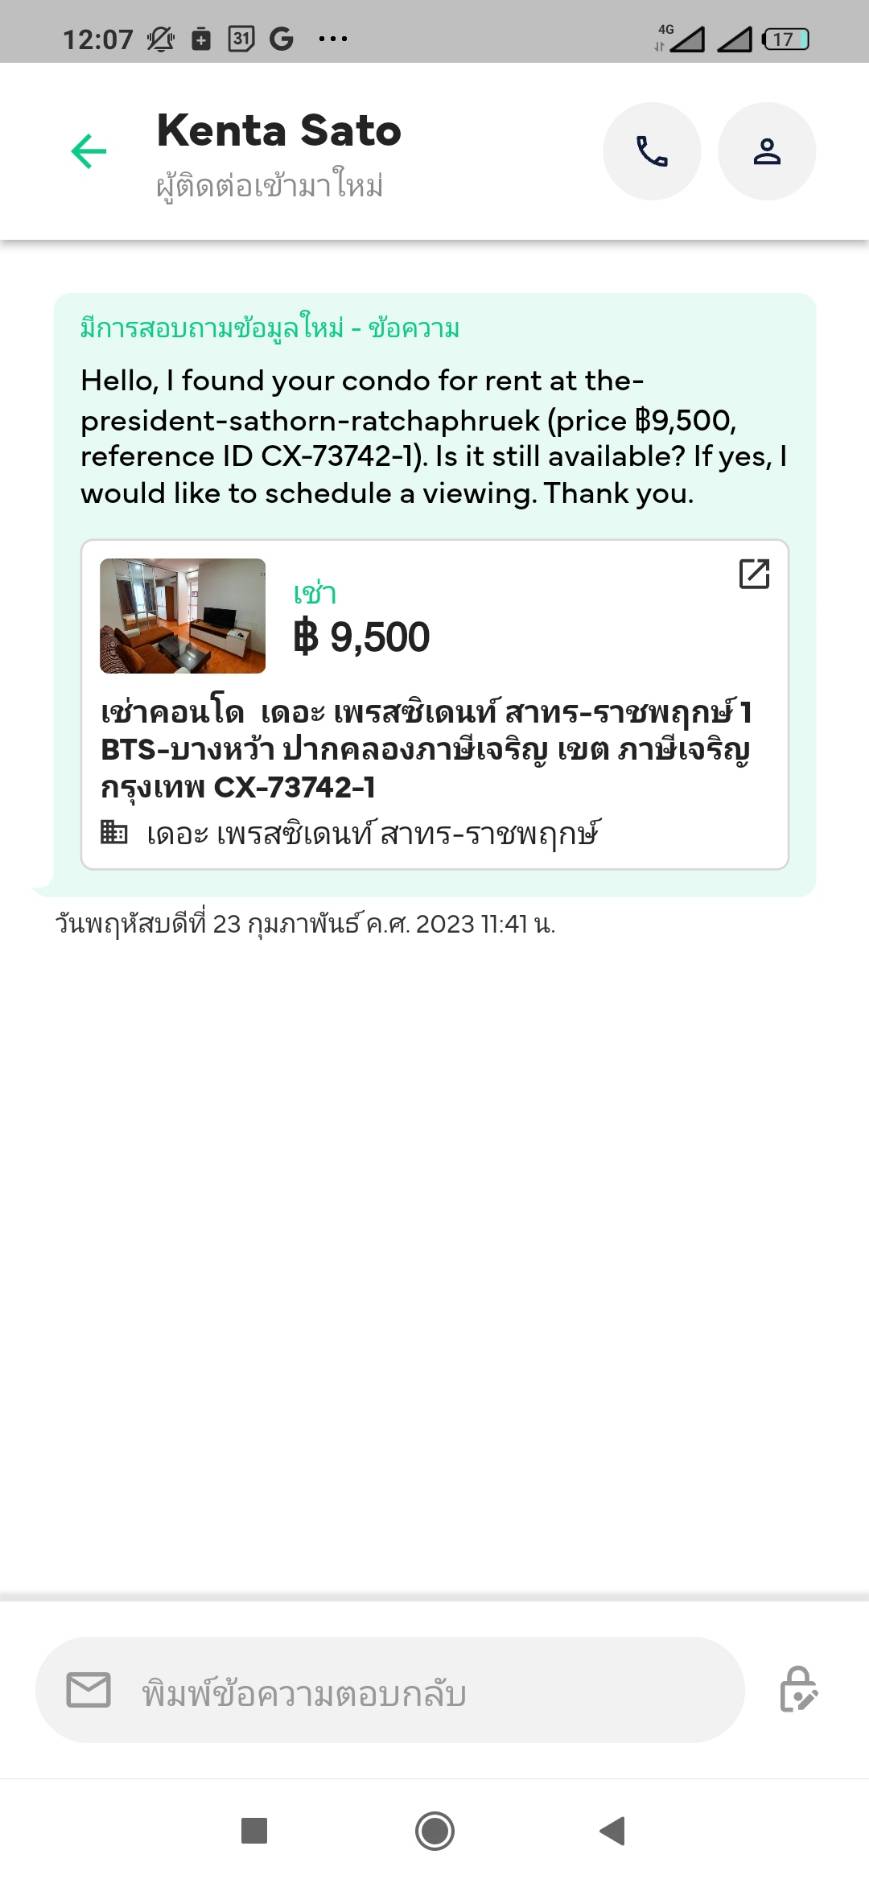 12:07 31 G ... 4G 17
Kenta Sato
ผู้ติดต่อเข้ามาใหม่
มีการสอบถามข้อมูลใหม่ - ข้อความ
Hello, I found your condo for rent at the-
president-sathorn-ratchaphruek (price ฿9,500,
reference ID CX-73742-1). Is it still available? If yes, I
would like to schedule a viewing. Thank you.
เช่า
฿ 9,500
เช่าคอนโด เดอะ เพรสซิเดนท์ สาทร-ราชพฤกษ์ 1
BTS-บางหว้า ปากคลองภาษีเจริญ เขต ภาษีเจริญ
กรุงเทพ CX-73742-1
เดอะ เพรสซิเดนท์ สาทร-ราชพฤกษ์
วันพฤหัสบดีที่ 23 กุมภาพันธ์ ค.ศ. 2023 11:41 น.
พิมพ์ข้อความตอบกลับ